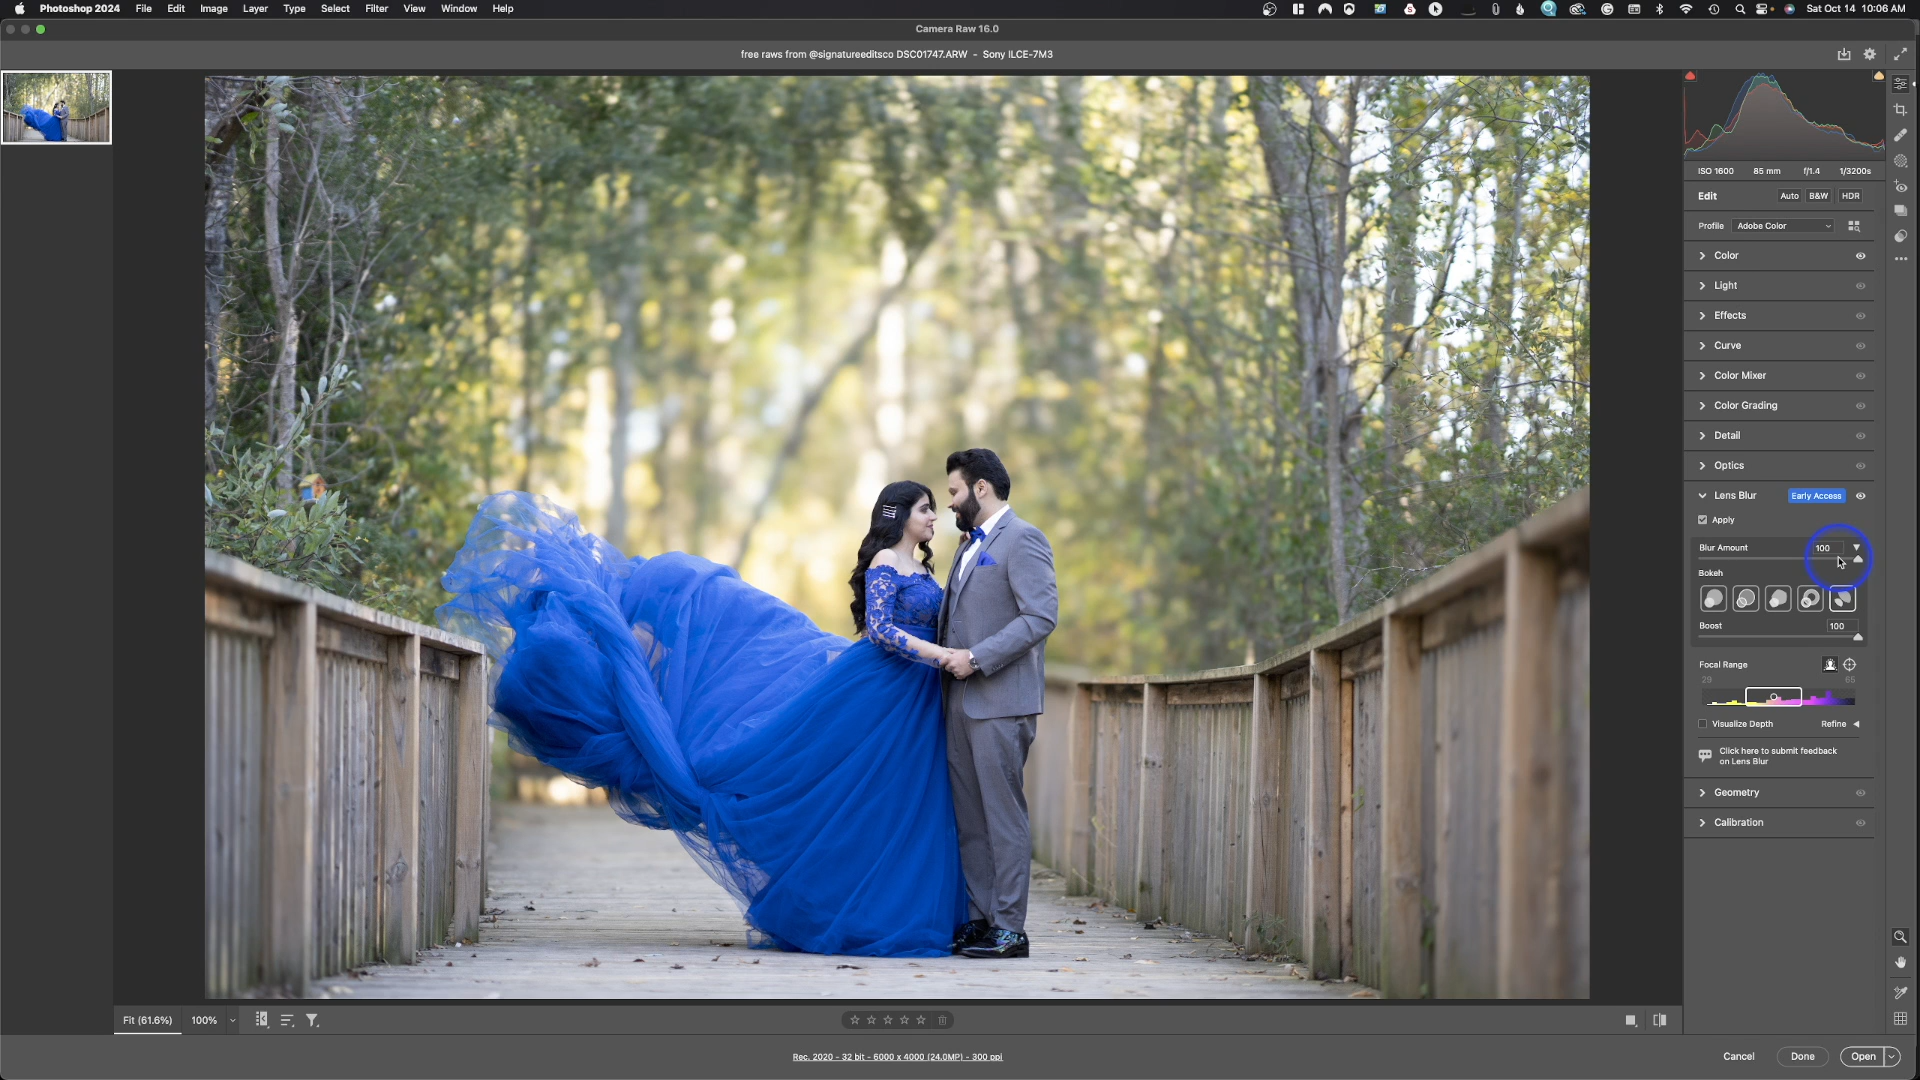 Photoshop 2024 File Edit Image Layer Type Select Filter View Window Help Sat Oct 14 10:06 AM
Camera Raw 16.0
free raws from @signatureeditsco DSC01747.ARW - Sony ILCE-7M3
ISO 1600 85 mm f/1.4 1/3200s
Edit Auto B&W HDR
Profile Adobe Color
Color
Light
Effects
Curve
Color Mixer
Color Grading
Detail
Optics
Lens Blur Early Access
Apply
Blur Amount 100
Bokeh
Boost 100
Focal Range
29 65
Visualize Depth Refine
Click here to submit feedback
on Lens Blur
Geometry
Calibration
Fit (61.6%) 100%
Rec. 2020 - 32 bit - 6000 x 4000 (24.0MP) - 300 ppi
Cancel Done Open